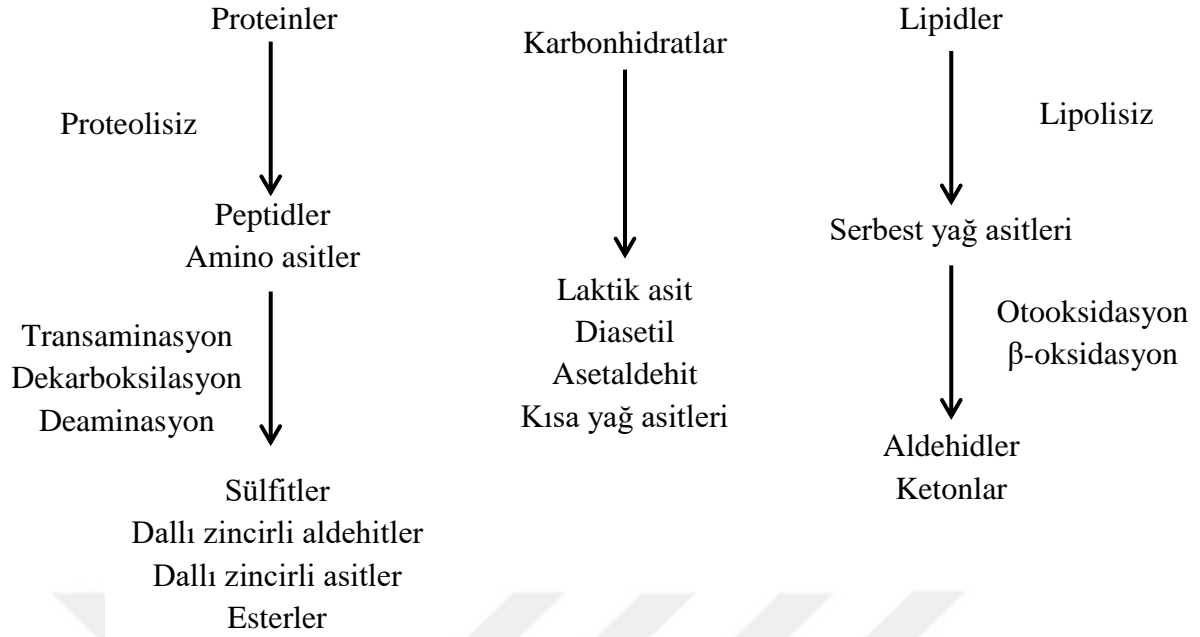 Proteinler
Proteolisiz
Peptidler
Amino asitler
Transaminasyon
Dekarboksilasyon
Deaminasyon
Sülfitler
Dallı zincirli aldehitler
Dallı zincirli asitler
Esterler
Karbonhidratlar
Laktik asit
Diasetil
Asetaldehit
Kısa yağ asitleri
Lipidler
Lipolisiz
Serbest yağ asitleri
Otooksidasyon
β-oksidasyon
Aldehidler
Ketonlar